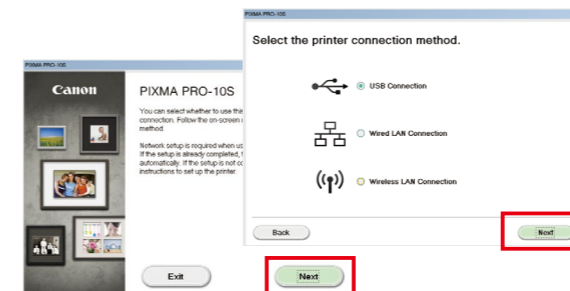 PIXMA PRO-10S
Select the printer connection method.
USB Connection
Wired LAN Connection
Wireless LAN Connection
Back
Next
PIXMA PRO-10S
Canon
PIXMA PRO-10S
You can select whether to use the
connection. Follow the on-screen
method.
Network setup is required when
If the setup is already completed,
automatically. If the setup is not
instructions to set up the printer
Exit
Next